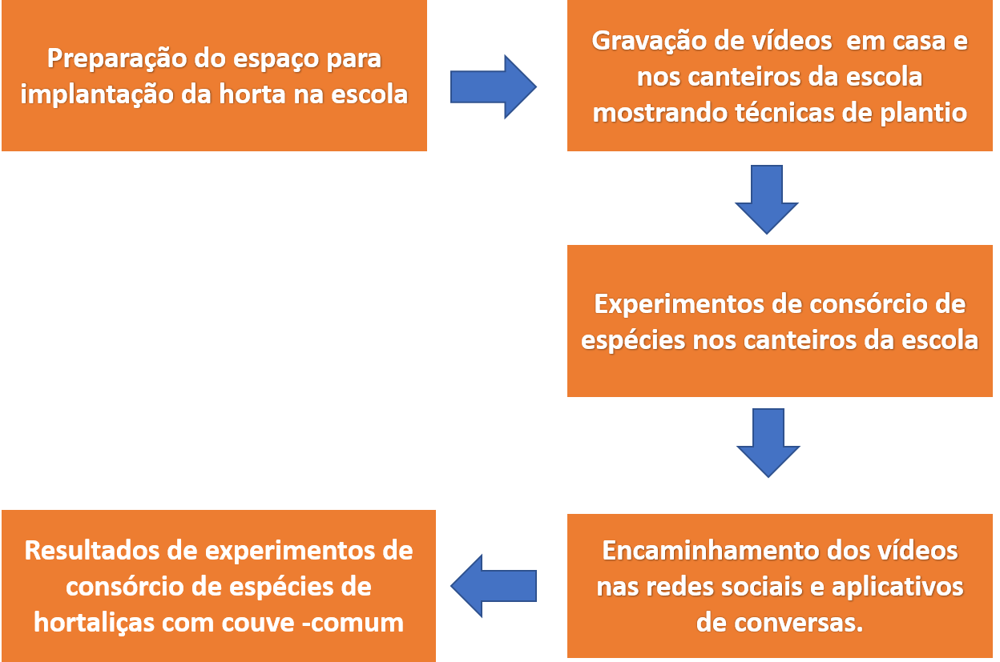 Preparação do espaço para
implantação da horta na escola
Gravação de vídeos em casa e
nos canteiros da escola
mostrando técnicas de plantio
Experimentos de consórcio de
espécies nos canteiros da escola
Encaminhamento dos vídeos
nas redes sociais e aplicativos
de conversas.
Resultados de experimentos de
consórcio de espécies de
hortaliças com couve -comum